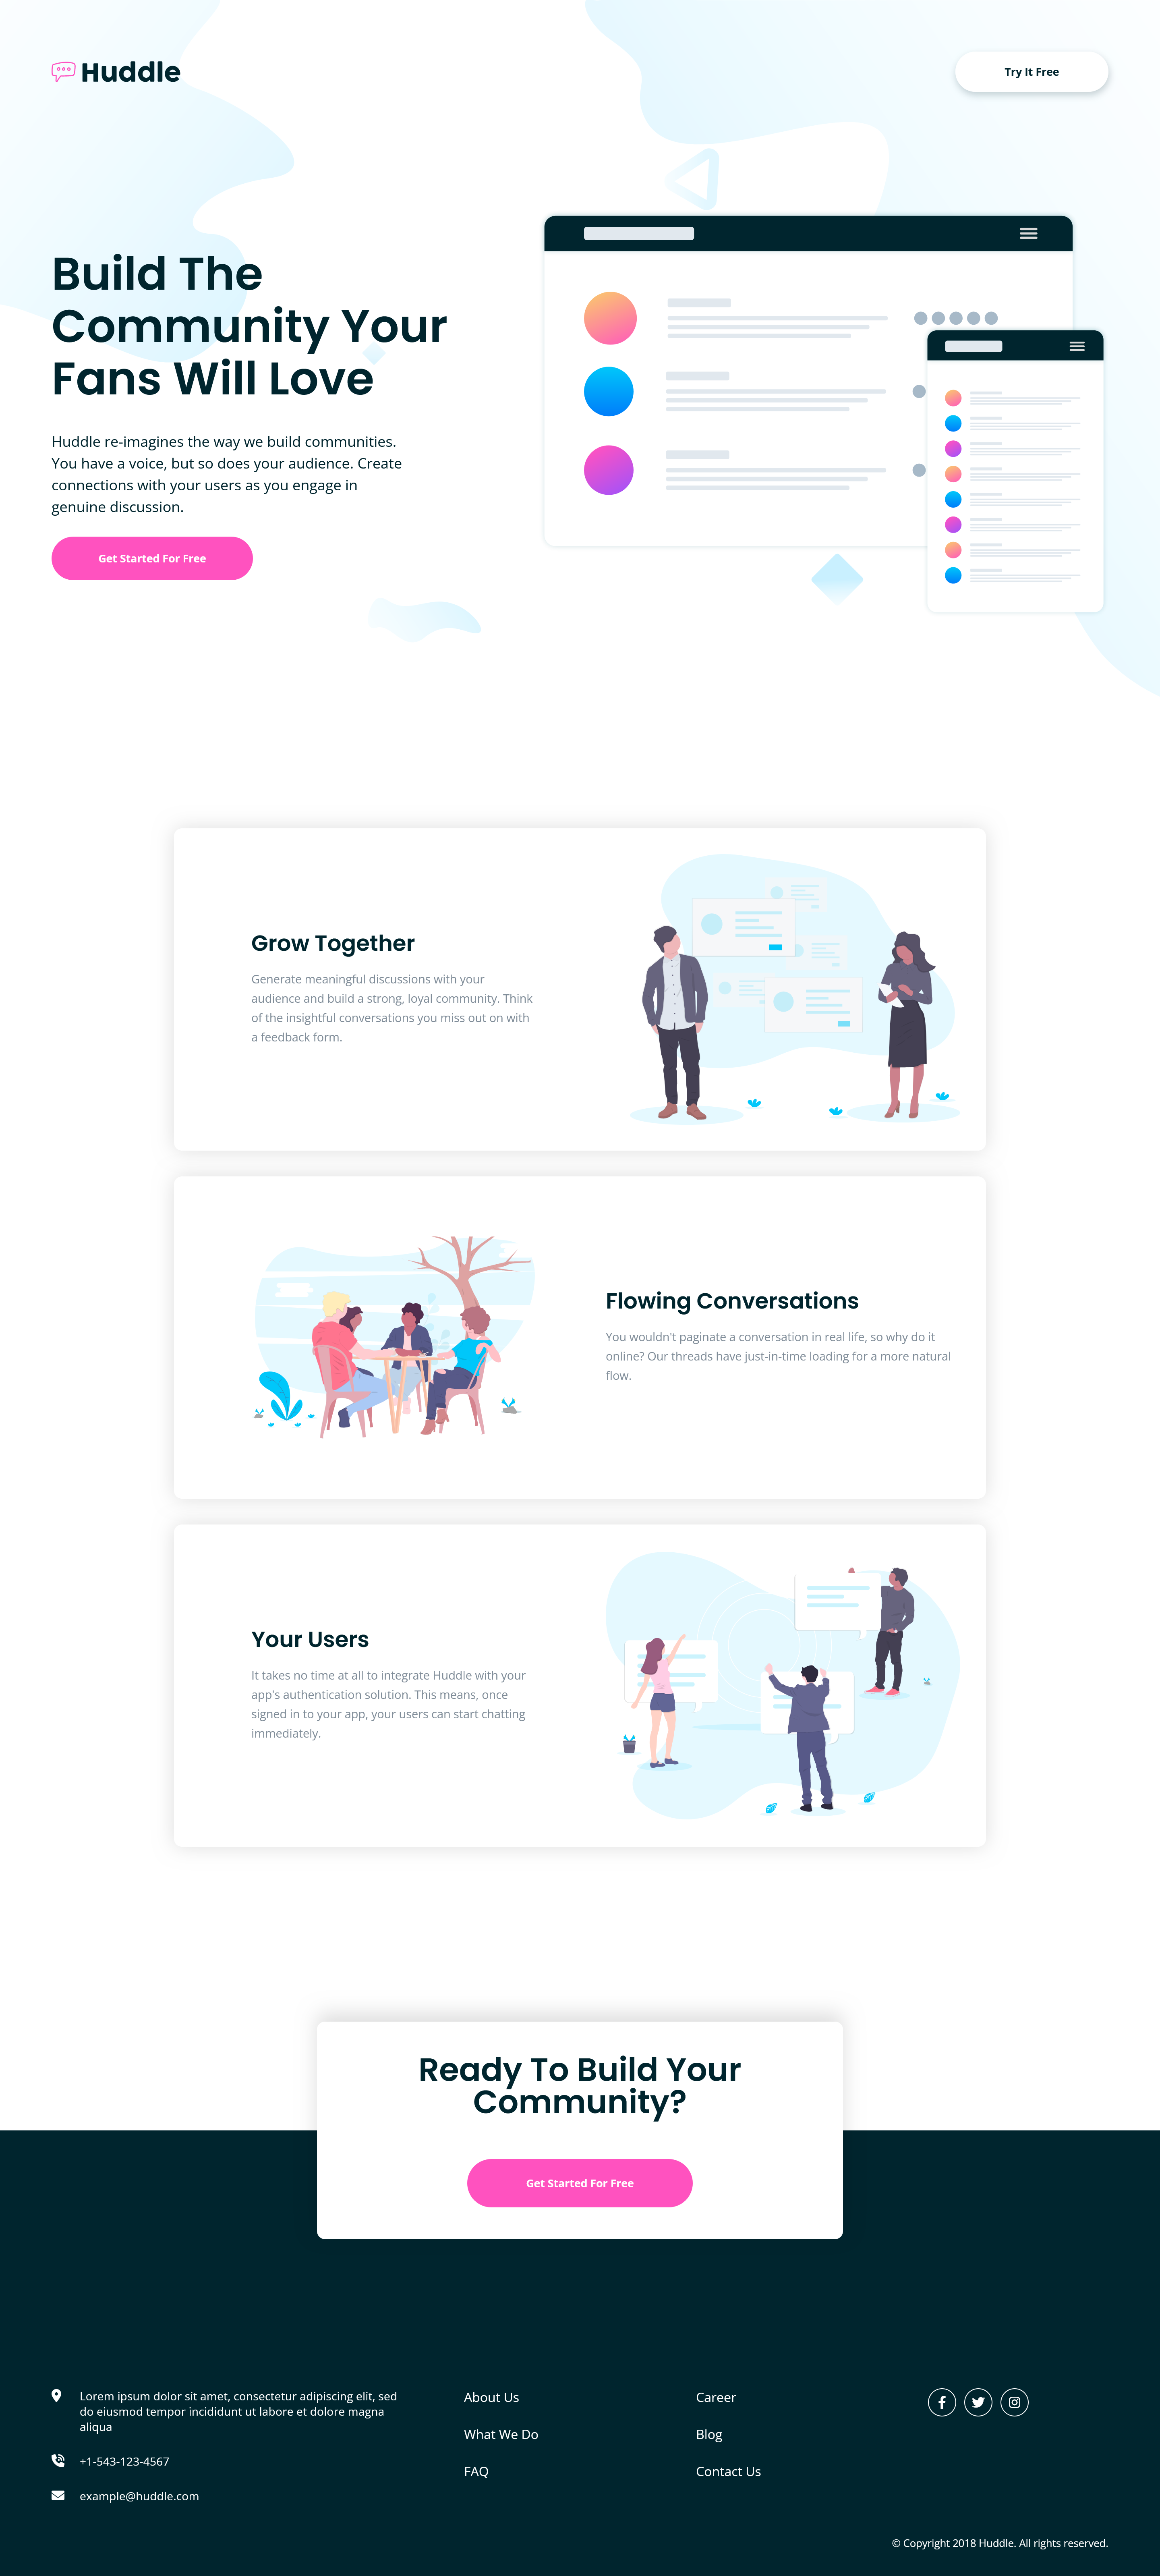 Huddle
Try It Free
Build The
Community Your
Fans Will Love
Huddle re-imagines the way we build communities.
You have a voice, but so does your audience. Create
connections with your users as you engage in
genuine discussion.
Get Started For Free
Grow Together
Generate meaningful discussions with your
audience and build a strong, loyal community. Think
of the insightful conversations you miss out on with
a feedback form.
Flowing Conversations
You wouldn't paginate a conversation in real life, so why do it
online? Our threads have just-in-time loading for a more natural
flow.
Your Users
It takes no time at all to integrate Huddle with your
app's authentication solution. This means, once
signed in to your app, your users can start chatting
immediately.
Ready To Build Your
Community?
Get Started For Free
Lorem ipsum dolor sit amet, consectetur adipiscing elit, sed
do eiusmod tempor incididunt ut labore et dolore magna
aliqua
+1-543-123-4567
example@huddle.com
About Us
What We Do
FAQ
Career
Blog
Contact Us
© Copyright 2018 Huddle. All rights reserved.